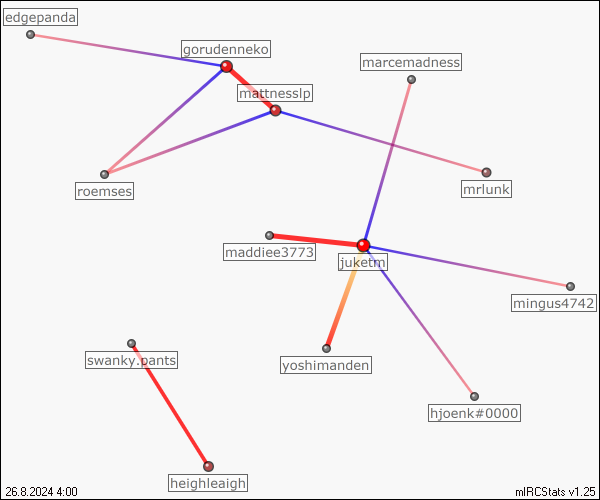 edgepanda
gorudenneko
marcemadness
mattnesslp
roemses
mrlunk
maddiee3773
juketm
mingus4742
swanky.pants
yoshimanden
hjoenk#0000
heighleaigh
26.8.2024 4:00
mIRCStats v1.25